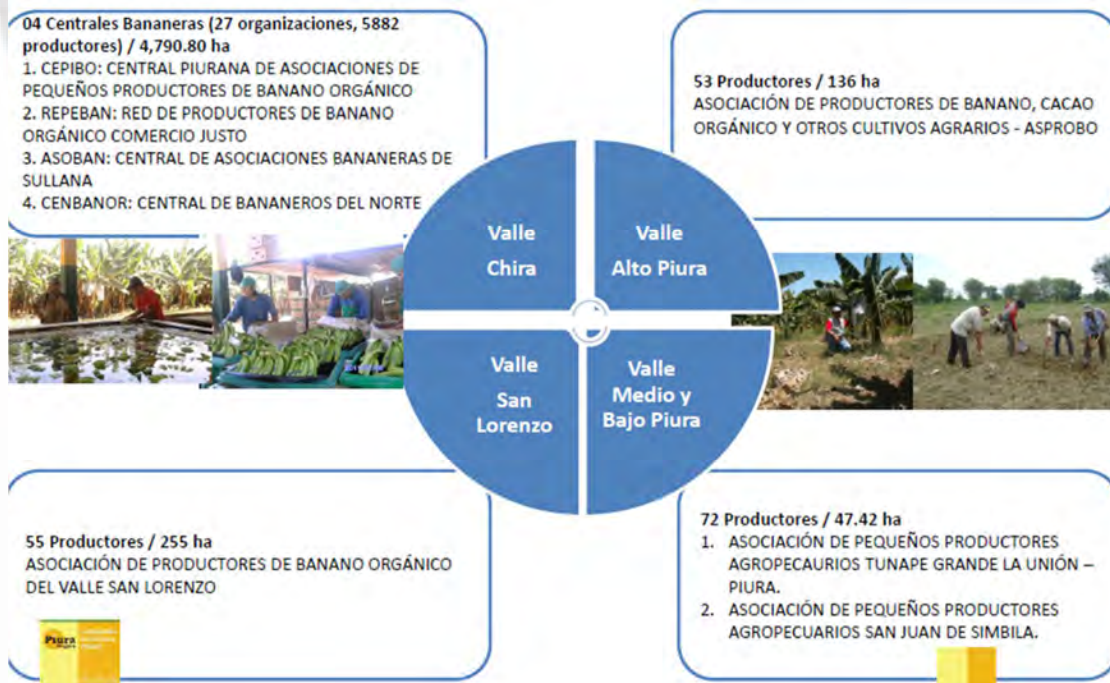 04 Centrales Bananeras (27 organizaciones, 5882
productores) / 4,790.80 ha
1. CEPIBO: CENTRAL PIURANA DE ASOCIACIONES DE
PEQUEÑOS PRODUCTORES DE BANANO ORGÁNICO
2. REPEBAN: RED DE PRODUCTORES DE BANANO
ORGÁNICO COMERCIO JUSTO
3. ASOBAN: CENTRAL DE ASOCIACIONES BANANERAS DE
SULLANA
4. CENBANOR: CENTRAL DE BANANEROS DEL NORTE
53 Productores / 136 ha
ASOCIACIÓN DE PRODUCTORES DE BANANO, CACAO
ORGÁNICO Y OTROS CULTIVOS AGRARIOS - ASPROBO
Valle
Chira
Valle
Alto Piura
Valle
San
Lorenzo
Valle
Medio y
Bajo Piura
55 Productores / 255 ha
ASOCIACIÓN DE PRODUCTORES DE BANANO ORGÁNICO
DEL VALLE SAN LORENZO
Piura
72 Productores / 47.42 ha
1. ASOCIACIÓN DE PEQUEÑOS PRODUCTORES
AGROPECAURIOS TUNAPE GRANDE LA UNIÓN –
PIURA.
2. ASOCIACIÓN DE PEQUEÑOS PRODUCTORES
AGROPECUARIOS SAN JUAN DE SIMBILA.